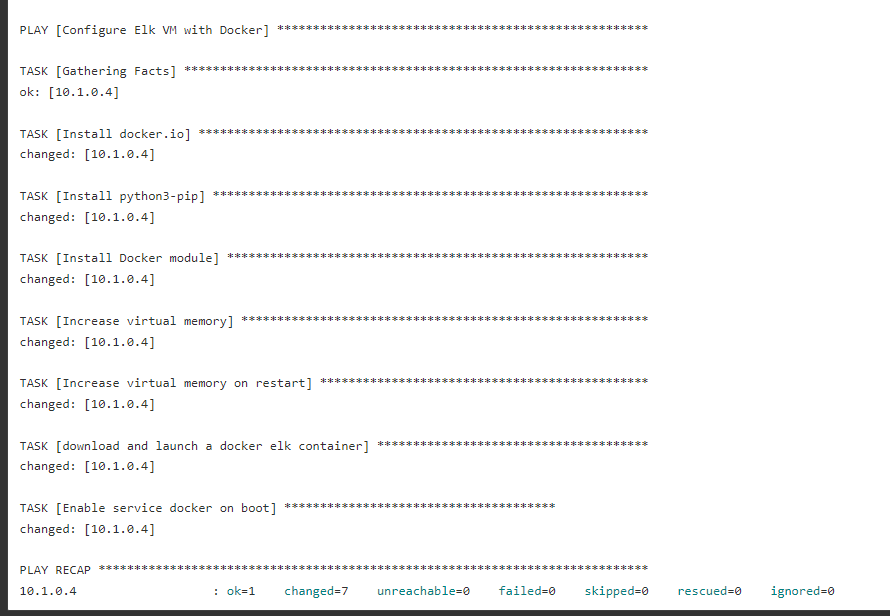 PLAY [Configure Elk VM with Docker] ****************************************************
TASK [Gathering Facts] *****************************************************************
ok: [10.1.0.4]
TASK [Install docker.io] ***************************************************************
changed: [10.1.0.4]
TASK [Install python3-pip] *************************************************************
changed: [10.1.0.4]
TASK [Install Docker module] ***********************************************************
changed: [10.1.0.4]
TASK [Increase virtual memory] *********************************************************
changed: [10.1.0.4]
TASK [Increase virtual memory on restart] **********************************************
changed: [10.1.0.4]
TASK [download and launch a docker elk container] **************************************
changed: [10.1.0.4]
TASK [Enable service docker on boot] **************************************
changed: [10.1.0.4]
PLAY RECAP *****************************************************************************
10.1.0.4                   : ok=1    changed=7    unreachable=0    failed=0    skipped=0    rescued=0    ignored=0